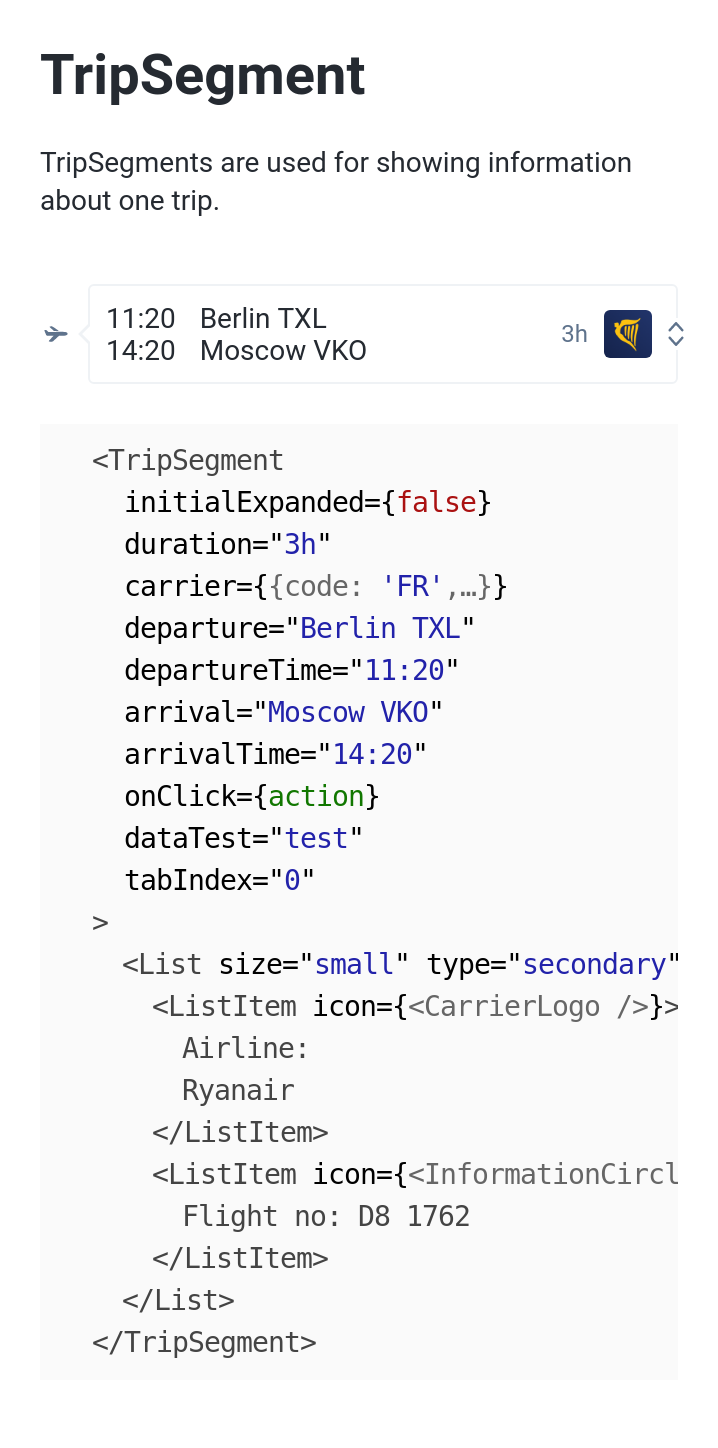 TripSegment
TripSegments are used for showing information
about one trip.
11:20 Berlin TXL
14:20 Moscow VKO
3h
<TripSegment
initialExpanded={false}
duration="3h"
carrier={{code: 'FR',…}}
departure="Berlin TXL"
departureTime="11:20"
arrival="Moscow VKO"
arrivalTime="14:20"
onClick={action}
dataTest="test"
tabIndex="0"
>
<List size="small" type="secondary"
<ListItem icon={<CarrierLogo />}>
Airline:
Ryanair
</ListItem>
<ListItem icon={<InformationCircl
Flight no: D8 1762
</ListItem>
</List>
</TripSegment>